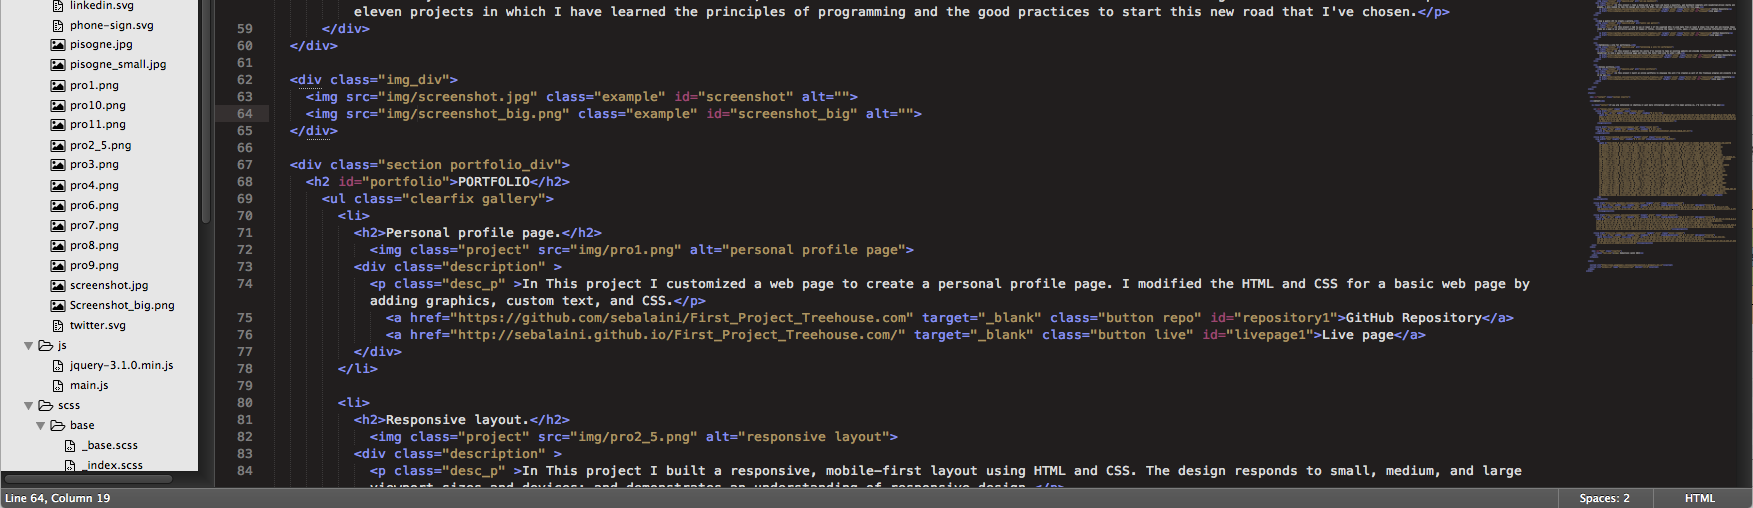 linkedin.svg
phone-sign.svg
pisogne.jpg
pisogne_small.jpg
pro1.png
pro10.png
pro11.png
pro2_5.png
pro3.png
pro4.png
pro6.png
pro7.png
pro8.png
pro9.png
screenshot.jpg
Screenshot_big.png
twitter.svg
js
jquery-3.1.0.min.js
main.js
scss
base
_base.scss
_index.scss
eleven projects in which I have learned the principles of programming and the good practices to start this new road that I've chosen.</p>
59 </div>
60 </div>
61
62 <div class="img_div">
63 <img src="img/screenshot.jpg" class="example" id="screenshot" alt="">
64 <img src="img/screenshot_big.png" class="example" id="screenshot_big" alt="">
65 </div>
66
67 <div class="section portfolio_div">
68 <h2 id="portfolio">PORTFOLIO</h2>
69 <ul class="clearfix gallery">
70 <li>
71 <h2>Personal profile page.</h2>
72 <img class="project" src="img/pro1.png" alt="personal profile page">
73 <div class="description" >
74 <p class="desc_p" >In This project I customized a web page to create a personal profile page. I modified the HTML and CSS for a basic web page by
adding graphics, custom text, and CSS.</p>
75 <a href="https://github.com/sebalaini/First_Project_Treehouse.com" target="_blank" class="button repo" id="repository1">GitHub Repository</a>
76 <a href="https://sebalaini.github.io/First_Project_Treehouse.com/" target="_blank" class="button live" id="livepage1">Live page</a>
77 </div>
78 </li>
79
80 <li>
81 <h2>Responsive layout.</h2>
82 <img class="project" src="img/pro2_5.png" alt="responsive layout">
83 <div class="description" >
84 <p class="desc_p" >In This project I built a responsive, mobile-first layout using HTML and CSS. The design responds to small, medium, and large
viewport sizes and devices; and demonstrates an understanding of responsive design.</p>
Line 64, Column 19
Spaces: 2
HTML